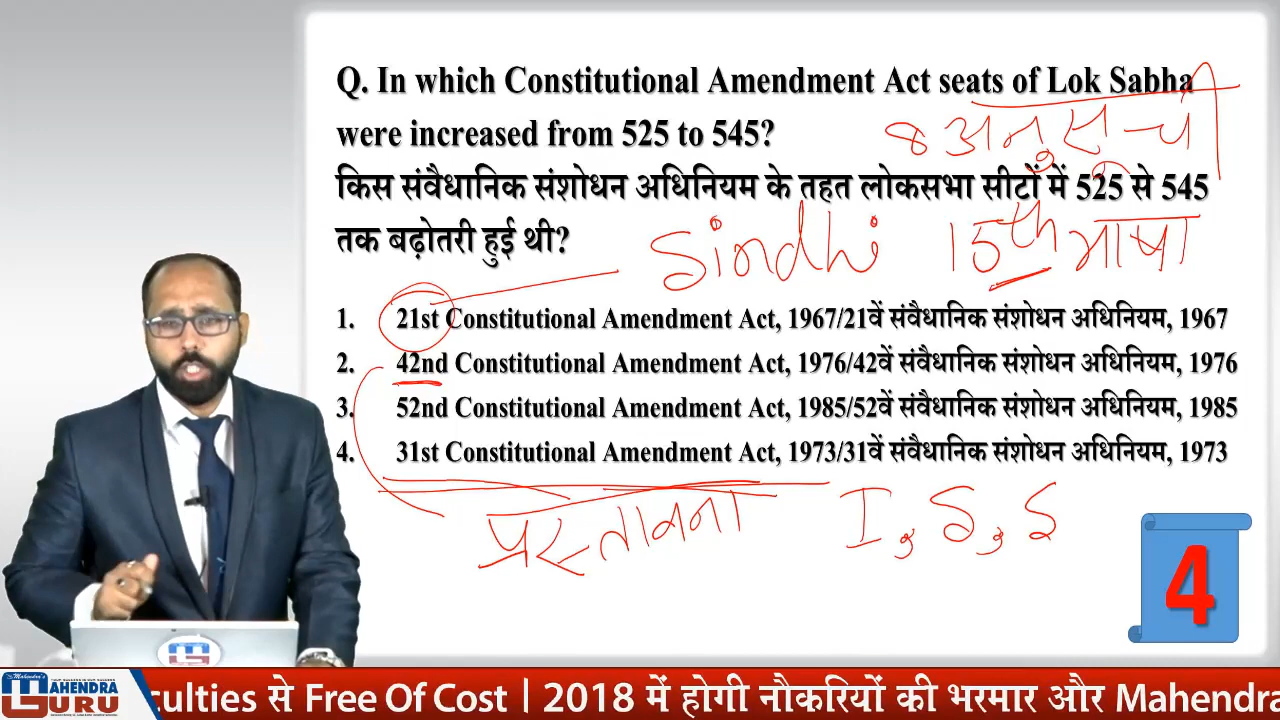 Q. In which Constitutional Amendment Act seats of Lok Sabha
were increased from 525 to 545?
8 अनुसूची
किस संवैधानिक संशोधन अधिनियम के तहत लोकसभा सीटों में 525 से 545
तक बढ़ोतरी हुई थी?
Sindhi 15th भाषा
1. 21st Constitutional Amendment Act, 1967/21वें संवैधानिक संशोधन अधिनियम, 1967
2. 42nd Constitutional Amendment Act, 1976/42वें संवैधानिक संशोधन अधिनियम, 1976
3. 52nd Constitutional Amendment Act, 1985/52वें संवैधानिक संशोधन अधिनियम, 1985
4. 31st Constitutional Amendment Act, 1973/31वें संवैधानिक संशोधन अधिनियम, 1973
प्रस्तावना I, S, S
4
Mahendra's
MAHENDRA
GURU
culties से Free Of Cost | 2018 में होगी नौकरियों की भरमार और Mahendra